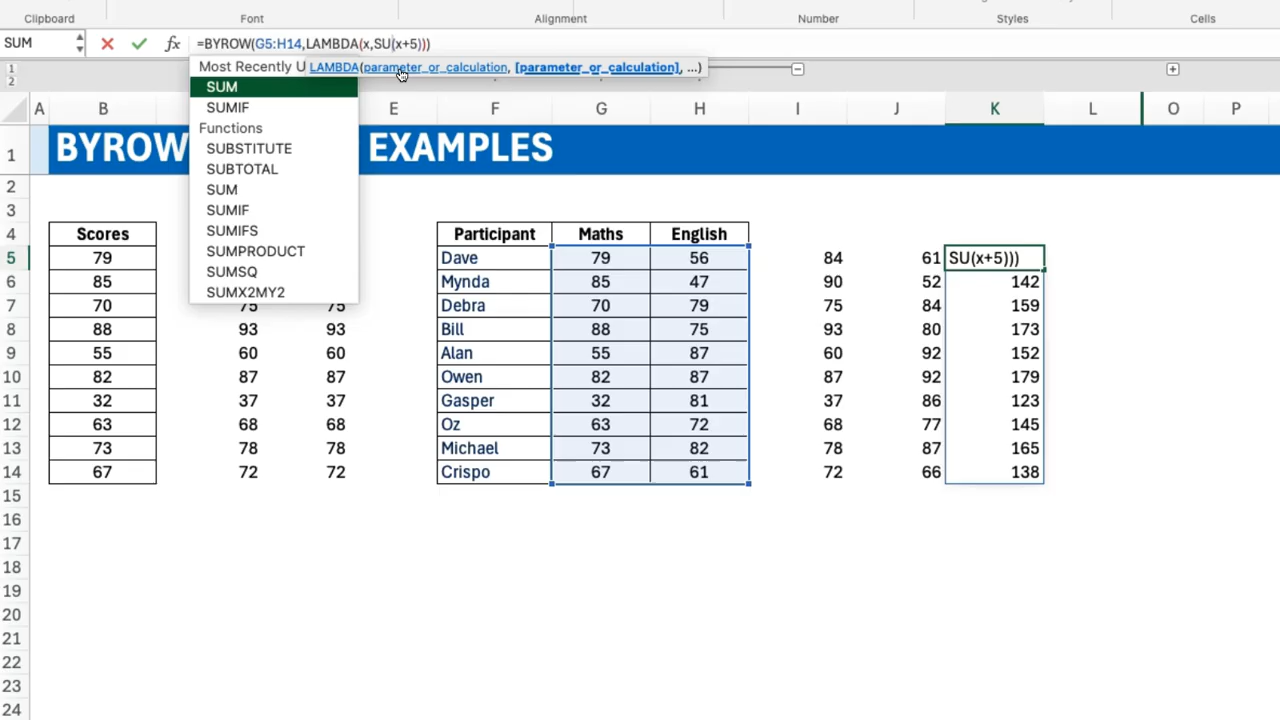 Clipboard Font Alignment Number Styles Cells
SUM fx =BYROW(G5:H14,LAMBDA(x,SU(x+5)))
1
2
Most Recently U LAMBDA(parameter_or_calculation, [parameter_or_calculation], ...)
SUM
SUMIF
Functions
SUBSTITUTE
SUBTOTAL
SUM
SUMIF
SUMIFS
SUMPRODUCT
SUMSQ
SUMX2MY2
A B E F G H I J K L O P
1 BYROW EXAMPLES
2
3
4 Scores Participant Maths English
5 79 Dave 79 56 84 61 SU(x+5)))
6 85 Mynda 85 47 90 52 142
7 70 75 75 Debra 70 79 75 84 159
8 88 93 93 Bill 88 75 93 80 173
9 55 60 60 Alan 55 87 60 92 152
10 82 87 87 Owen 82 87 87 92 179
11 32 37 37 Gasper 32 81 37 86 123
12 63 68 68 Oz 63 72 68 77 145
13 73 78 78 Michael 73 82 78 87 165
14 67 72 72 Crispo 67 61 72 66 138
15
16
17
18
19
20
21
22
23
24